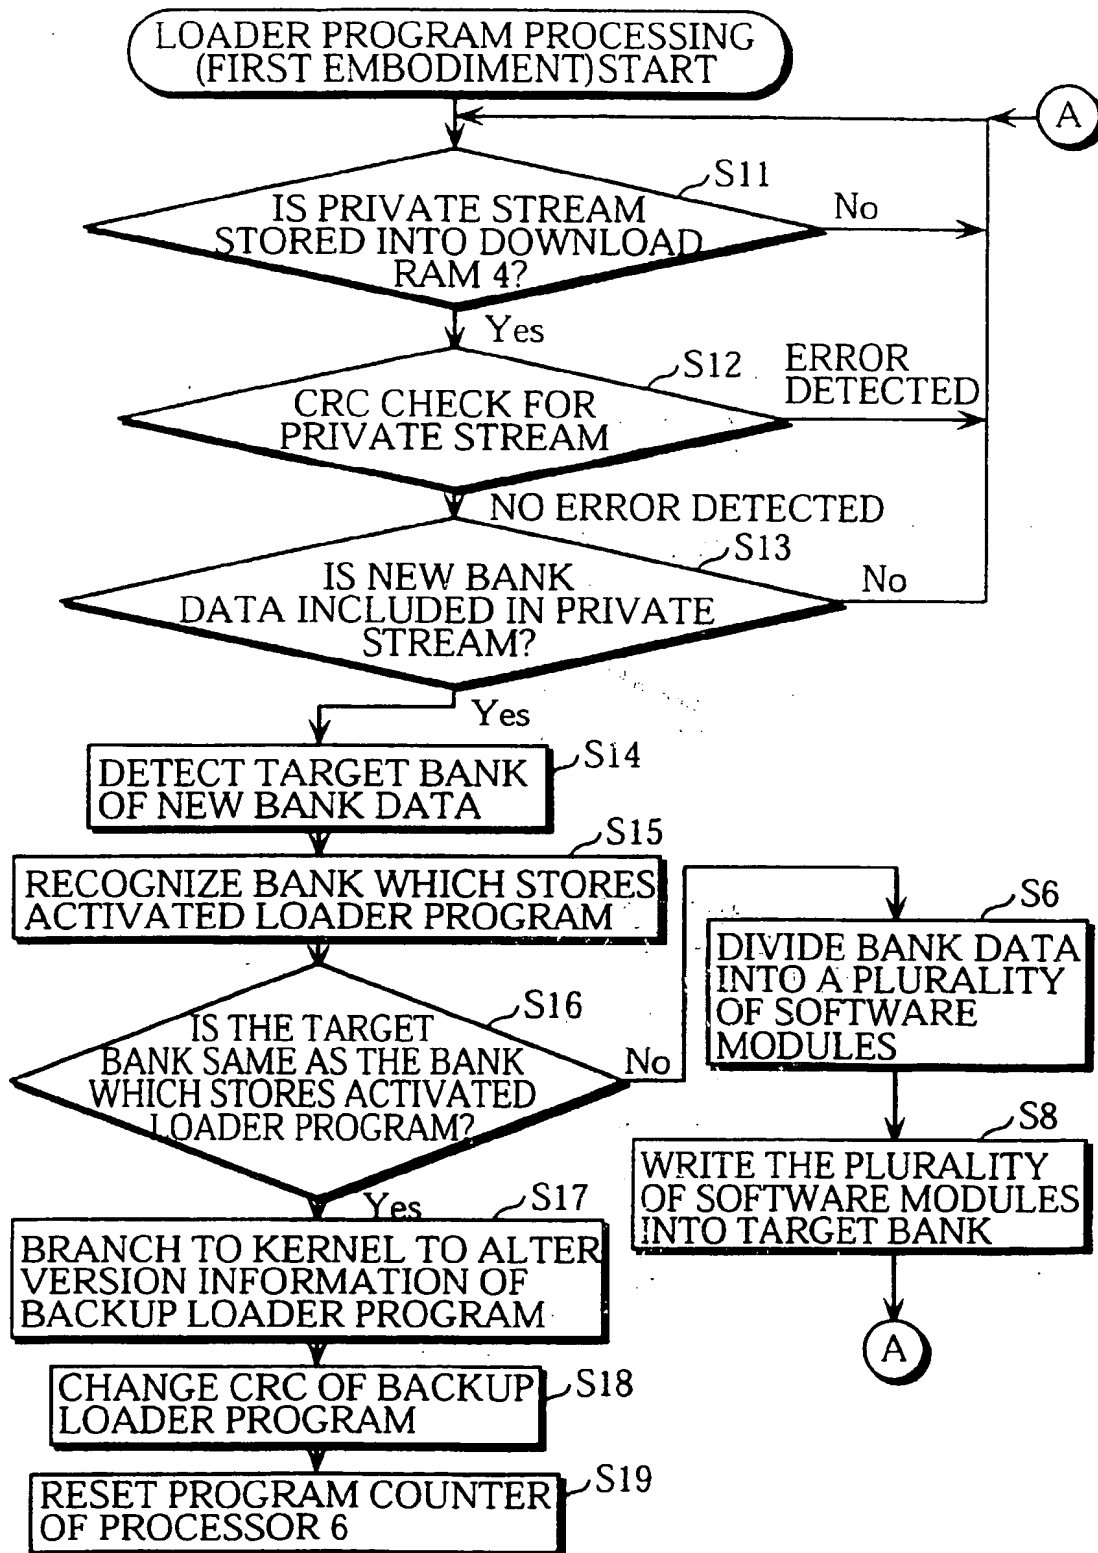 LOADER PROGRAM PROCESSING
(FIRST EMBODIMENT)START
A
S11
IS PRIVATE STREAM
STORED INTO DOWNLOAD
RAM 4?
No
Yes
S12
CRC CHECK FOR
PRIVATE STREAM
ERROR
DETECTED
NO ERROR DETECTED
S13
IS NEW BANK
DATA INCLUDED IN PRIVATE
STREAM?
No
Yes
S14
DETECT TARGET BANK
OF NEW BANK DATA
S15
RECOGNIZE BANK WHICH STORES
ACTIVATED LOADER PROGRAM
S16
IS THE TARGET
BANK SAME AS THE BANK
WHICH STORES ACTIVATED
LOADER PROGRAM?
No
Yes
S6
DIVIDE BANK DATA
INTO A PLURALITY
OF SOFTWARE
MODULES
S8
WRITE THE PLURALITY
OF SOFTWARE MODULES
INTO TARGET BANK
A
S17
BRANCH TO KERNEL TO ALTER
VERSION INFORMATION OF
BACKUP LOADER PROGRAM
S18
CHANGE CRC OF BACKUP
LOADER PROGRAM
S19
RESET PROGRAM COUNTER
OF PROCESSOR 6